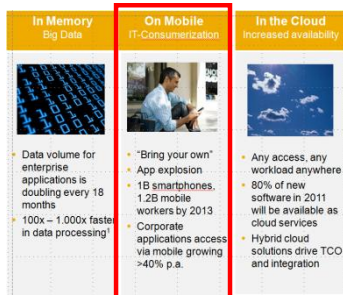 In Memory
Big Data
Data volume for
enterprise
applications is
doubling every 18
months
100x – 1.000x faster
in data processing¹
On Mobile
IT-Consumerization
“Bring your own”
App explosion
1B smartphones,
1.2B mobile
workers by 2013
Corporate
applications access
via mobile growing
>40% p.a.
In the Cloud
Increased availability
Any access, any
workload anywhere
80% of new
software in 2011
will be available as
cloud services
Hybrid cloud
solutions drive TCO
and integration